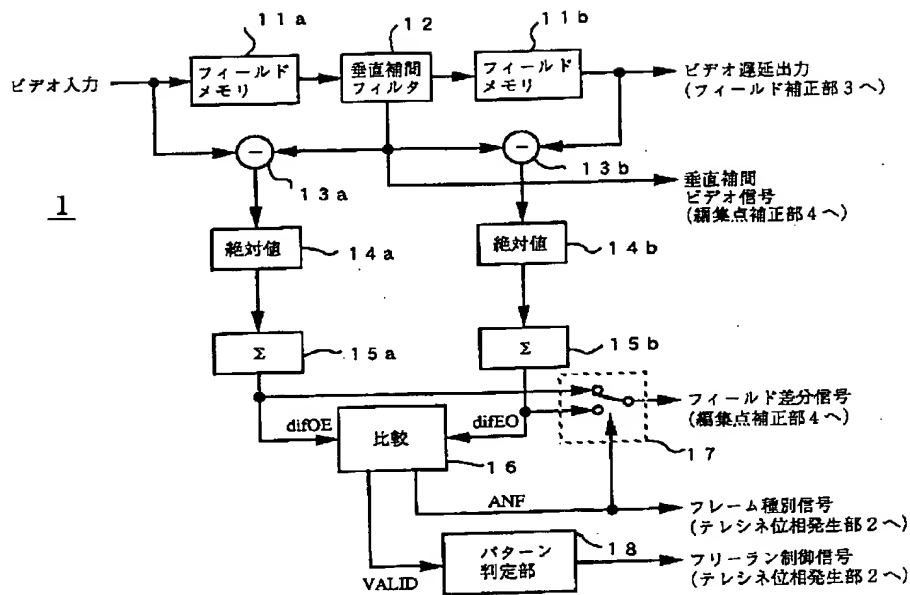 11a
12
11b
ビデオ入力
フィールド
メモリ
垂直補間
フィルタ
フィールド
メモリ
ビデオ遅延出力
(フィールド補正部3へ)
−
13a
−
13b
垂直補間
ビデオ信号
(編集点補正部4へ)
1
絶対値
14a
絶対値
14b
Σ
15a
Σ
15b
フィールド差分信号
(編集点補正部4へ)
17
difOE
比較
difEO
16
ANF
フレーム種別信号
(テレシネ位相発生部2へ)
VALID
パターン
判定部
18
フリーラン制御信号
(テレシネ位相発生部2へ)